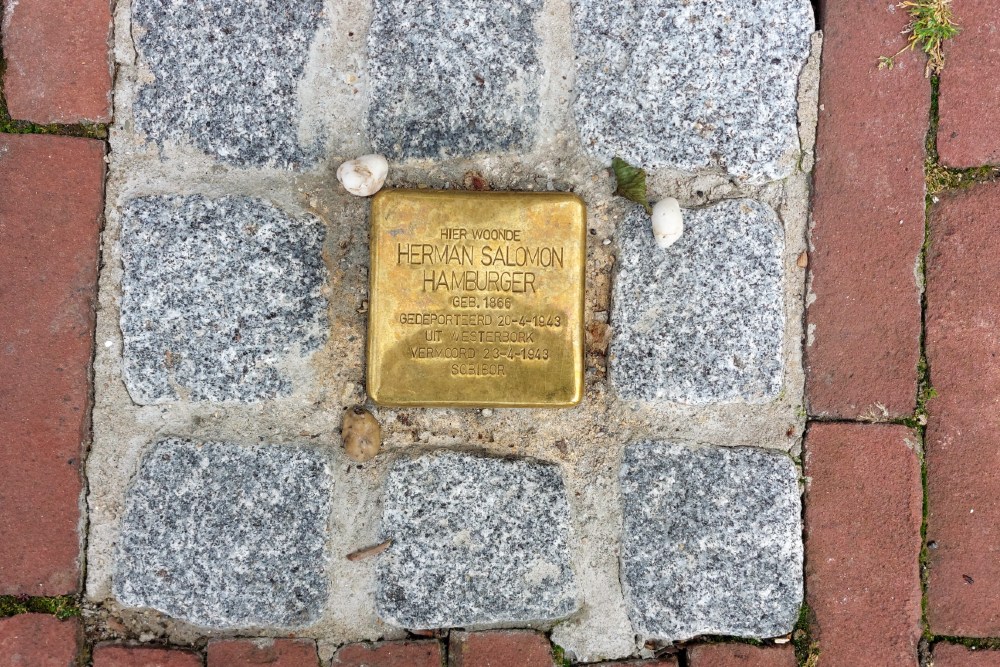 HIER WOONDE
HERMAN SALOMON
HAMBURGER
GEB. 1866
GEDEPORTEERD 20-4-1943
UIT WESTERBORK
VERMOORD 23-4-1943
SOBIBOR